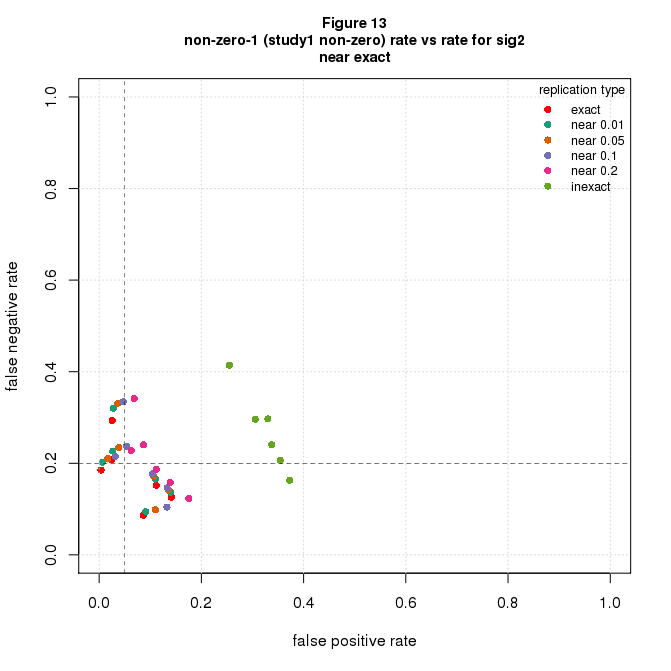 Figure 13
non-zero-1 (study1 non-zero) rate vs rate for sig2
near exact
replication type
exact
near 0.01
near 0.05
near 0.1
near 0.2
inexact
false negative rate
1.0
0.8
0.6
0.4
0.2
0.0
0.0 0.2 0.4 0.6 0.8 1.0
false positive rate